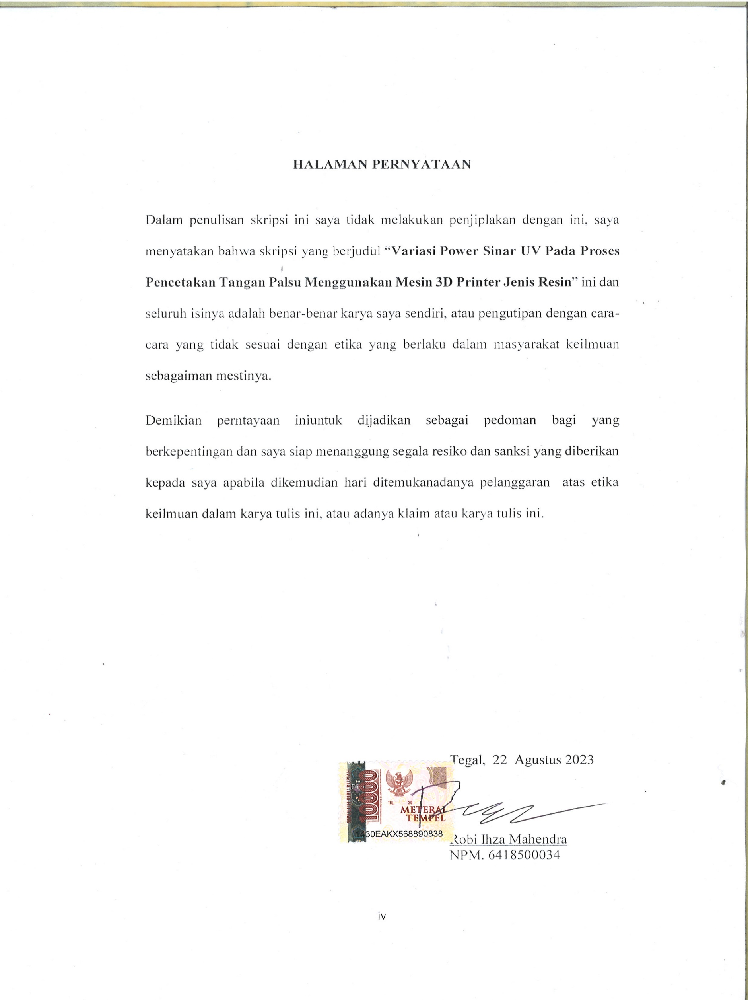 HALAMAN PERNYATAAN
Dalam penulisan skripsi ini saya tidak melakukan penjiplakan dengan ini, saya
menyatakan bahwa skripsi yang berjudul “Variasi Power Sinar UV Pada Proses
Pencetakan Tangan Palsu Menggunakan Mesin 3D Printer Jenis Resin” ini dan
seluruh isinya adalah benar-benar karya saya sendiri, atau pengutipan dengan cara-
cara yang tidak sesuai dengan etika yang berlaku dalam masyarakat keilmuan
sebagaiman mestinya.
Demikian perntayaan iniuntuk dijadikan sebagai pedoman bagi yang
berkepentingan dan saya siap menanggung segala resiko dan sanksi yang diberikan
kepada saya apabila dikemudian hari ditemukanadanya pelanggaran atas etika
keilmuan dalam karya tulis ini, atau adanya klaim atau karya tulis ini.
Tegal, 22 Agustus 2023
SEPULUH RIBU RUPIAH
10000
TGL. 20
METERAI
TEMPEL
1430EAKX568890838
Robi Ihza Mahendra
NPM. 6418500034
iv